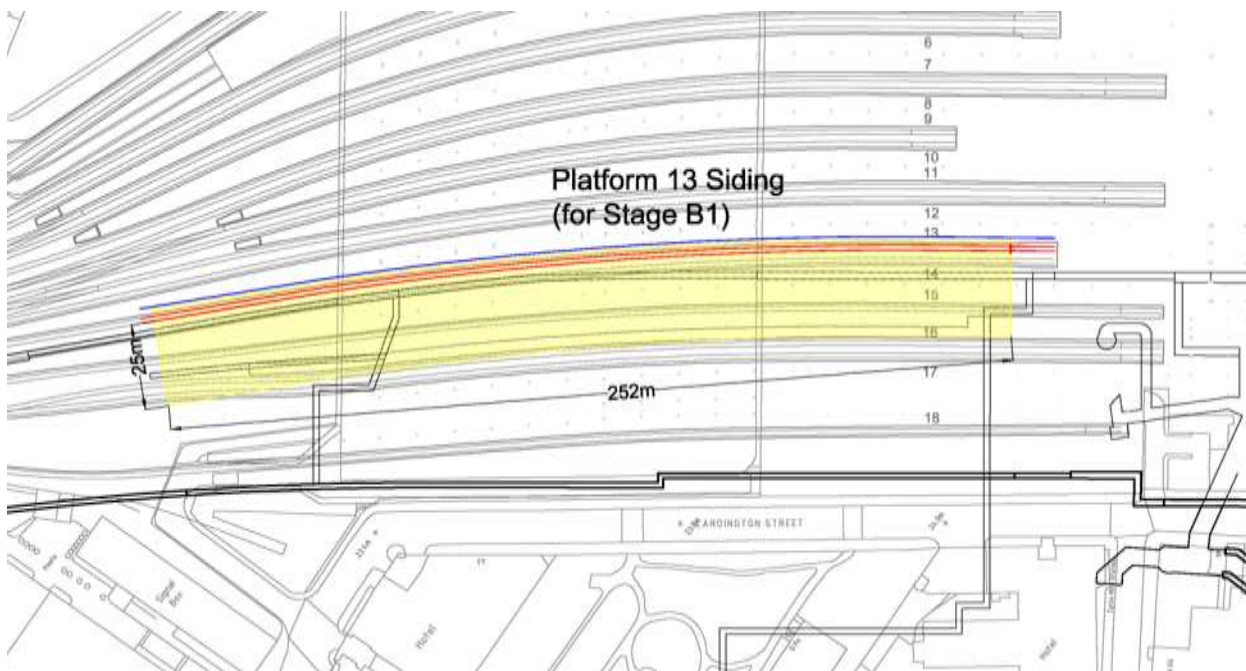 6
7
8
9
10
11
Platform 13 Siding
(for Stage B1)
12
13
14
15
16
17
25m
252m
18
CARDINGTON STREET
Signal
Box
Hotel
Hotel